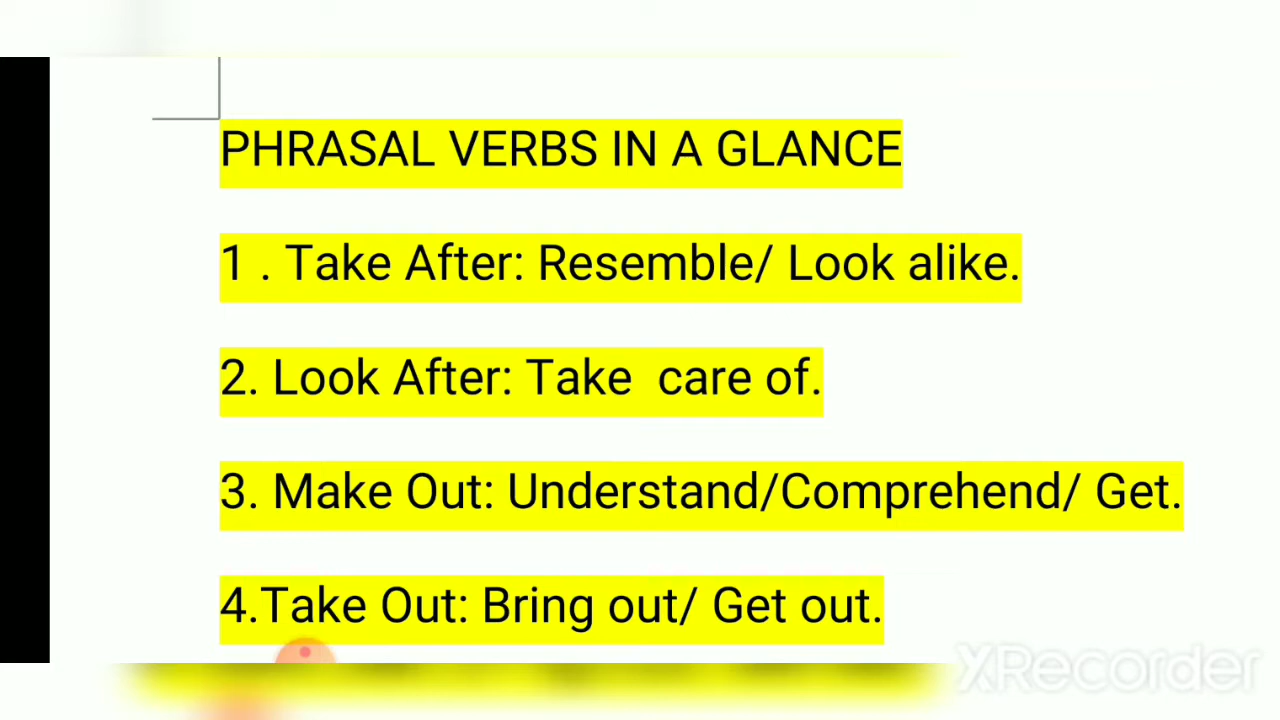 PHRASAL VERBS IN A GLANCE
1 . Take After: Resemble/ Look alike.
2. Look After: Take  care of.
3. Make Out: Understand/Comprehend/ Get.
4.Take Out: Bring out/ Get out.
XRecorder